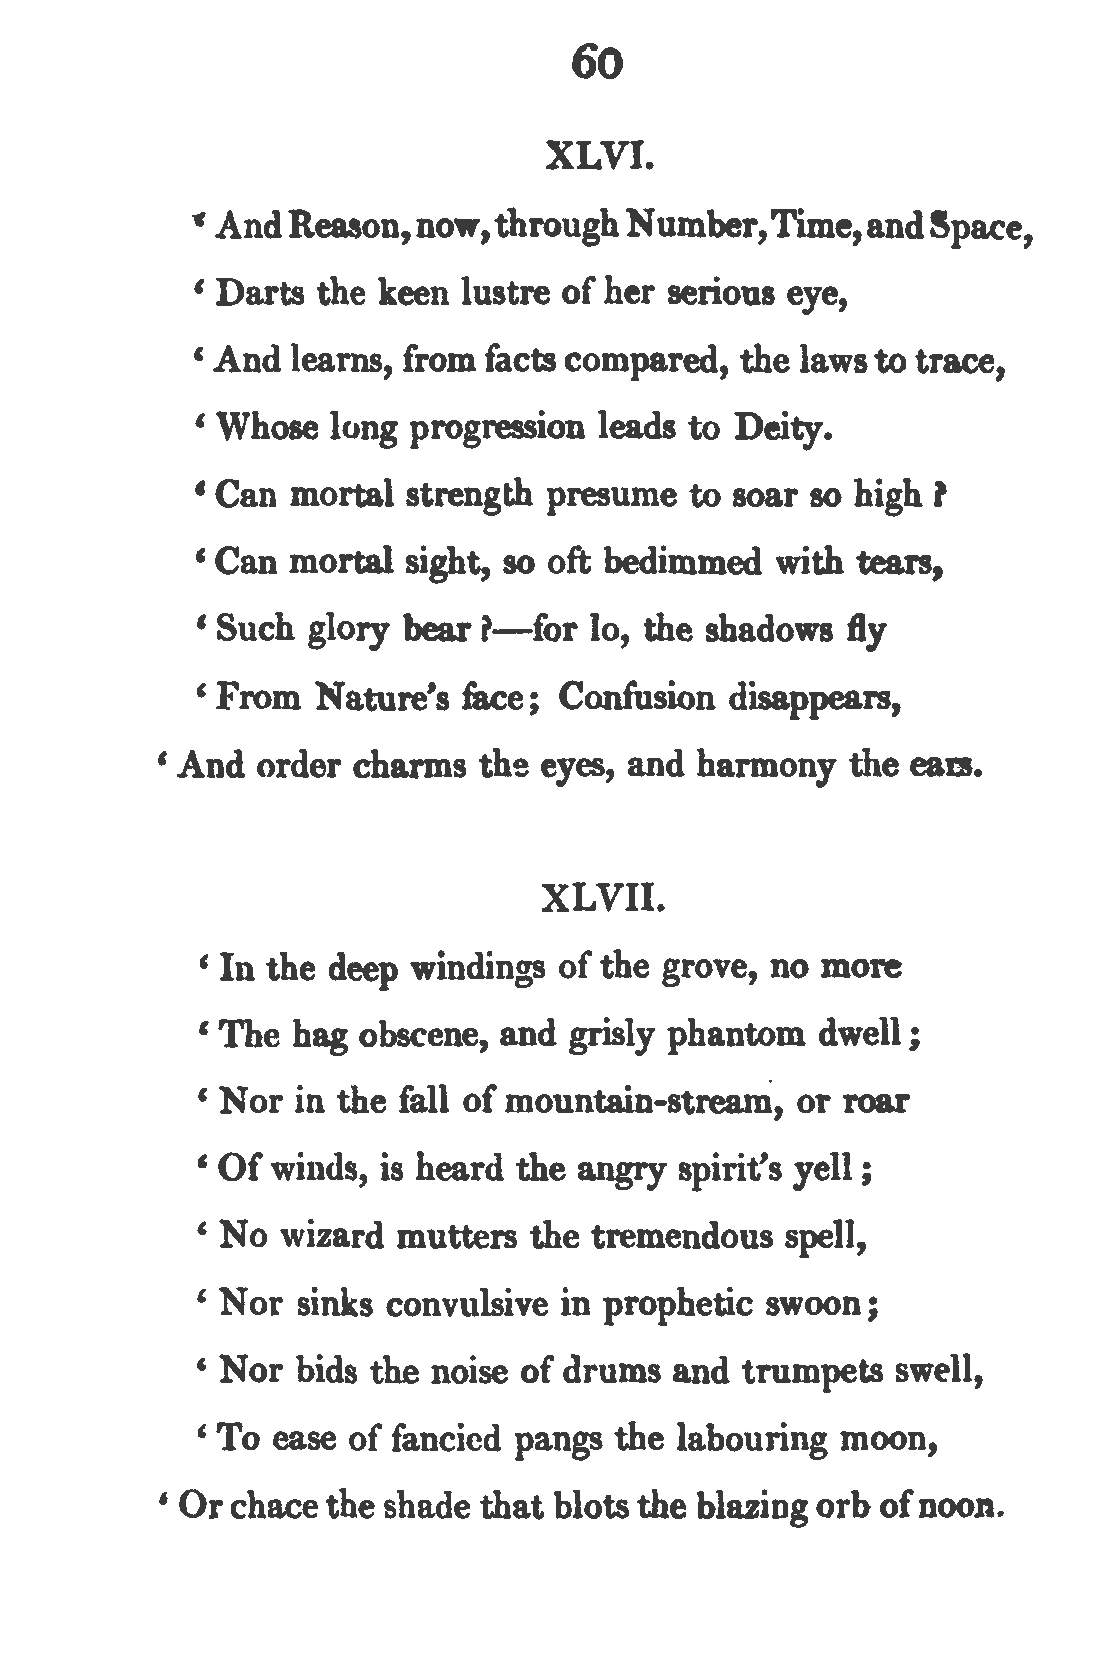 60
XLVI.
‘ And Reason, now, through Number, Time, and Space,
‘ Darts the keen lustre of her serious eye,
‘ And learns, from facts compared, the laws to trace,
‘ Whose long progression leads to Deity.
‘ Can mortal strength presume to soar so high ?
‘ Can mortal sight, so oft bedimmed with tears,
‘ Such glory bear ?—for lo, the shadows fly
‘ From Nature’s face; Confusion disappears,
‘ And order charms the eyes, and harmony the ears.
XLVII.
‘ In the deep windings of the grove, no more
‘ The hag obscene, and grisly phantom dwell ;
‘ Nor in the fall of mountain-stream, or roar
‘ Of winds, is heard the angry spirit’s yell ;
‘ No wizard mutters the tremendous spell,
‘ Nor sinks convulsive in prophetic swoon ;
‘ Nor bids the noise of drums and trumpets swell,
‘ To ease of fancied pangs the labouring moon,
‘ Or chace the shade that blots the blazing orb of noon.